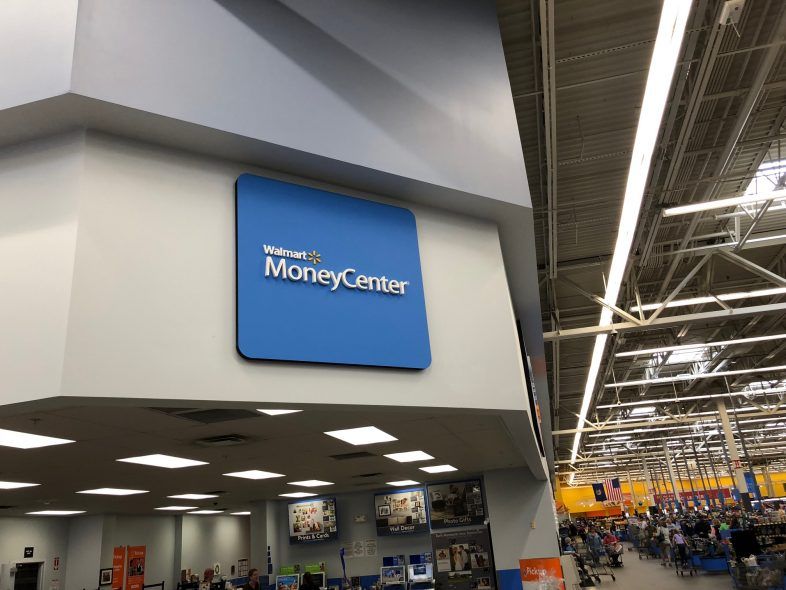 Walmart
MoneyCenter
Prints & Cards
Wall Decor
Photo Gifts
Pickup